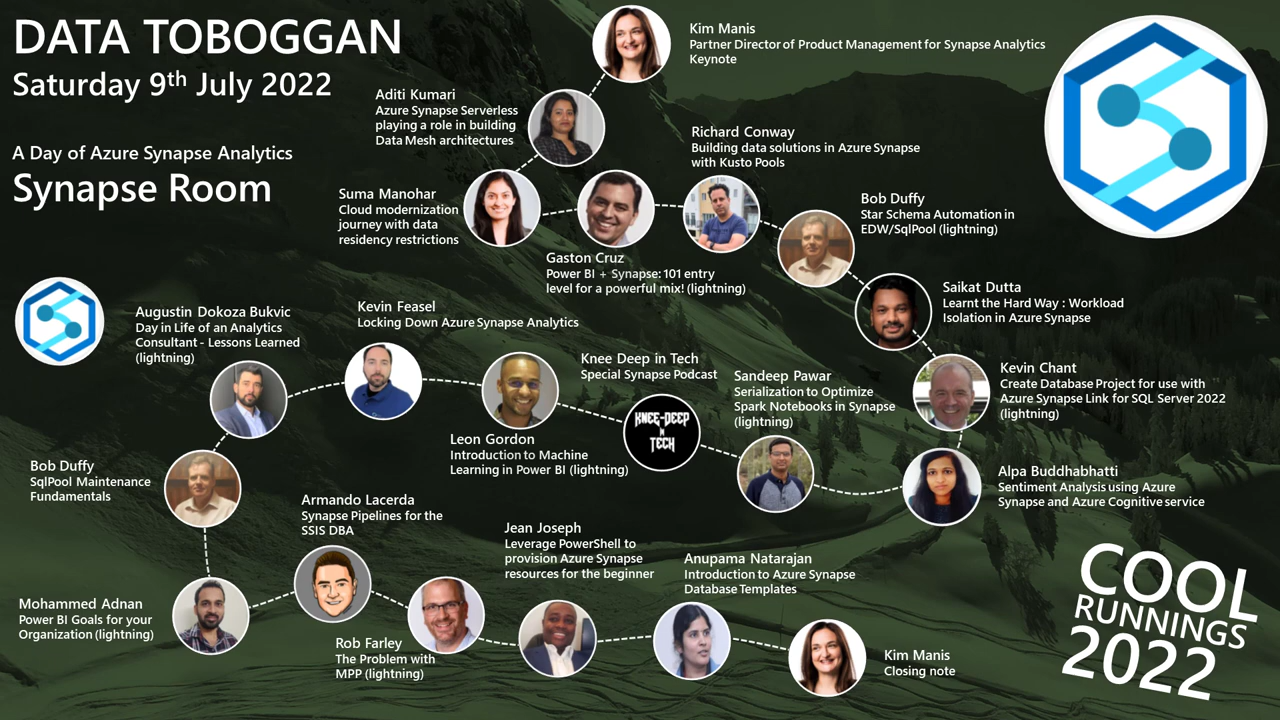 DATA TOBOGGAN
Saturday 9th July 2022
A Day of Azure Synapse Analytics
Synapse Room
Kim Manis
Partner Director of Product Management for Synapse Analytics
Keynote
Aditi Kumari
Azure Synapse Serverless
playing a role in building
Data Mesh architectures
Suma Manohar
Cloud modernization
journey with data
residency restrictions
Gaston Cruz
Power BI + Synapse: 101 entry
level for a powerful mix! (lightning)
Richard Conway
Building data solutions in Azure Synapse
with Kusto Pools
Bob Duffy
Star Schema Automation in
EDW/SqlPool (lightning)
Saikat Dutta
Learnt the Hard Way : Workload
Isolation in Azure Synapse
Kevin Chant
Create Database Project for use with
Azure Synapse Link for SQL Server 2022
(lightning)
Alpa Buddhabhatti
Sentiment Analysis using Azure
Synapse and Azure Cognitive service
Sandeep Pawar
Serialization to Optimize
Spark Notebooks in Synapse
(lightning)
Knee Deep in Tech
Special Synapse Podcast
KNEE-DEEP
IN
TECH
Leon Gordon
Introduction to Machine
Learning in Power BI (lightning)
Kevin Feasel
Locking Down Azure Synapse Analytics
Augustin Dokoza Bukvic
Day in Life of an Analytics
Consultant - Lessons Learned
(lightning)
Bob Duffy
SqlPool Maintenance
Fundamentals
Mohammed Adnan
Power BI Goals for your
Organization (lightning)
Armando Lacerda
Synapse Pipelines for the
SSIS DBA
Rob Farley
The Problem with
MPP (lightning)
Jean Joseph
Leverage PowerShell to
provision Azure Synapse
resources for the beginner
Anupama Natarajan
Introduction to Azure Synapse
Database Templates
Kim Manis
Closing note
COOL
RUNNINGS
2022